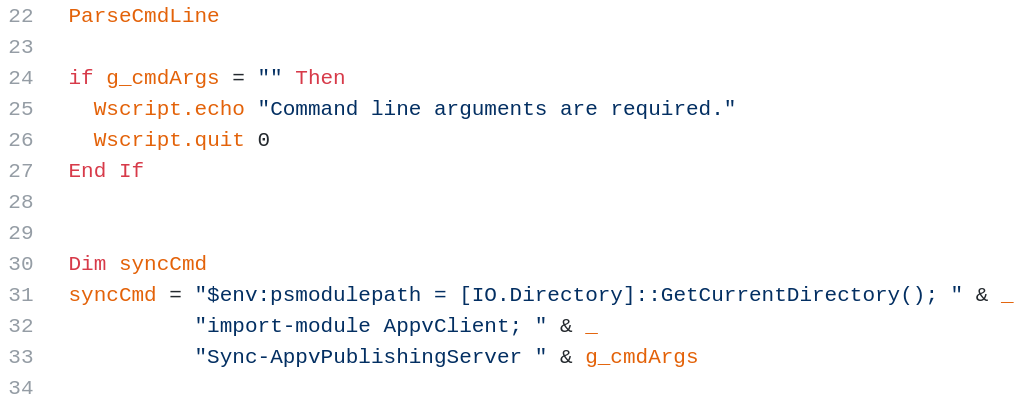 22 ParseCmdLine
23
24 if g_cmdArgs = "" Then
25 Wscript.echo "Command line arguments are required."
26 Wscript.quit 0
27 End If
28
29
30 Dim syncCmd
31 syncCmd = "$env:psmodulepath = [IO.Directory]::GetCurrentDirectory(); " & _
32 "import-module AppvClient; " & _
33 "Sync-AppvPublishingServer " & g_cmdArgs
34